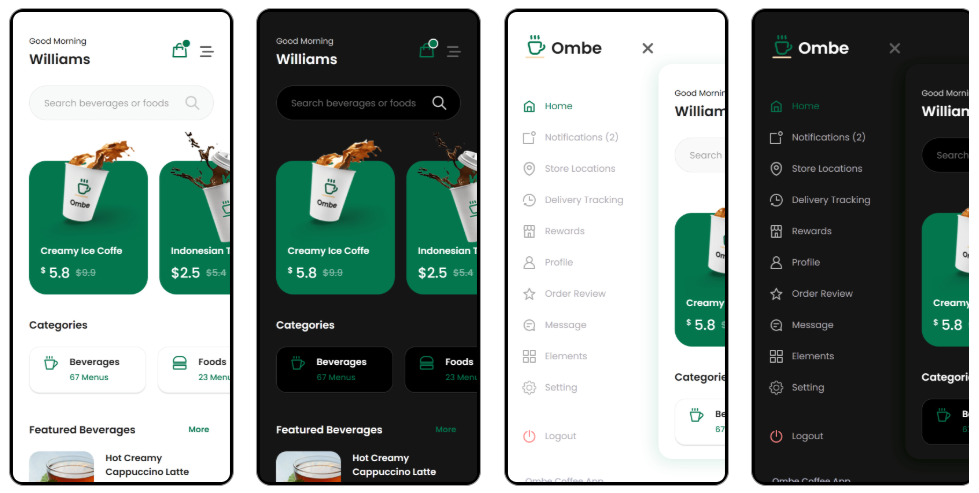 Good Morning
Williams
Search beverages or foods
Ombe
Creamy Ice Coffe
$ 5.8 $9.9
Indonesian T
$2.5 $5.4
Categories
Beverages
67 Menus
Foods
23 Menu
Featured Beverages
More
Hot Creamy
Cappuccino Latte
Good Morning
Williams
Search beverages or foods
Ombe
Creamy Ice Coffe
$ 5.8 $9.9
Indonesian T
$2.5 $5.4
Categories
Beverages
67 Menus
Foods
23 Menu
Featured Beverages
More
Hot Creamy
Cappuccino Latte
Ombe
Home
Notifications (2)
Store Locations
Delivery Tracking
Rewards
Profile
Order Review
Message
Elements
Setting
Logout
Ombe Coffee App
Good Mornin
William
Search
Creamy
$ 5.8
Categorie
Be
67
Ombe
Home
Notifications (2)
Store Locations
Delivery Tracking
Rewards
Profile
Order Review
Message
Elements
Setting
Logout
Ombe Coffee App
Good Mornin
William
Search
Creamy
$ 5.8
Categorie
B
67